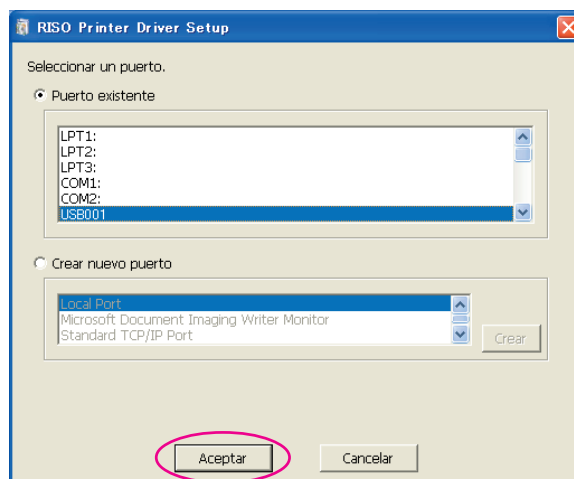 RISO Printer Driver Setup
Seleccionar un puerto.
Puerto existente
LPT1:
LPT2:
LPT3:
COM1:
COM2:
USB001
Crear nuevo puerto
Local Port
Microsoft Document Imaging Writer Monitor
Standard TCP/IP Port
Crear
Aceptar
Cancelar